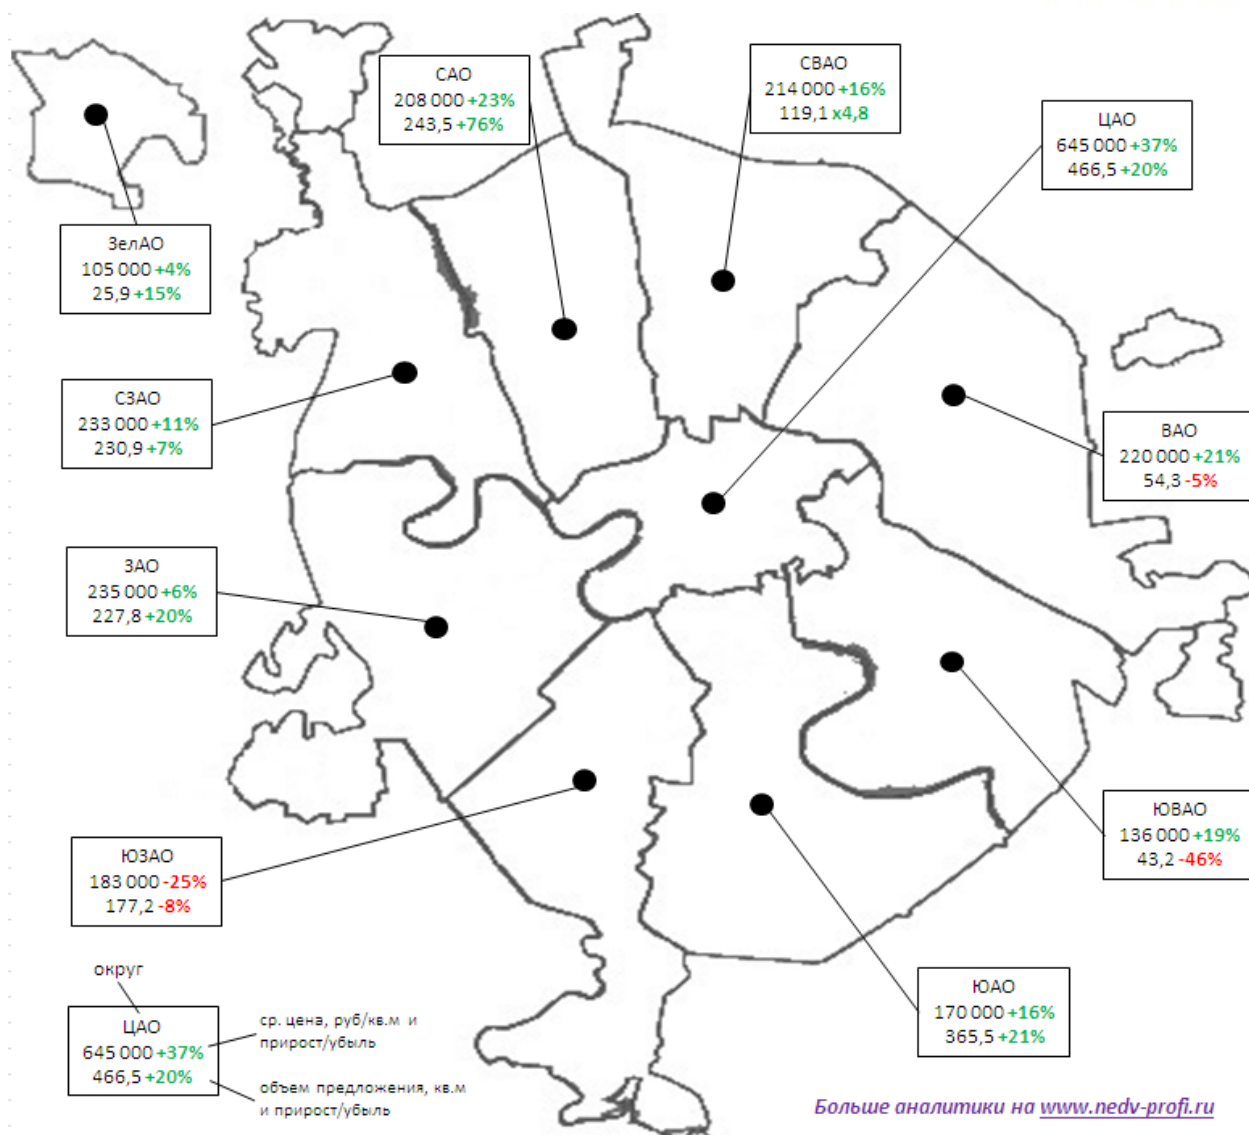 САО
208 000 +23%
243,5 +76%
СВАО
214 000 +16%
119,1 x4,8
ЦАО
645 000 +37%
466,5 +20%
ЗелАО
105 000 +4%
25,9 +15%
СЗАО
233 000 +11%
230,9 +7%
ВАО
220 000 +21%
54,3 -5%
ЗАО
235 000 +6%
227,8 +20%
ЮВАО
136 000 +19%
43,2 -46%
ЮЗАО
183 000 -25%
177,2 -8%
ЮАО
170 000 +16%
365,5 +21%
округ
ЦАО
645 000 +37%
466,5 +20%
ср. цена, руб/кв.м и
прирост/убыль
объем предложения, кв.м
и прирост/убыль
Больше аналитики на www.nedv-profi.ru